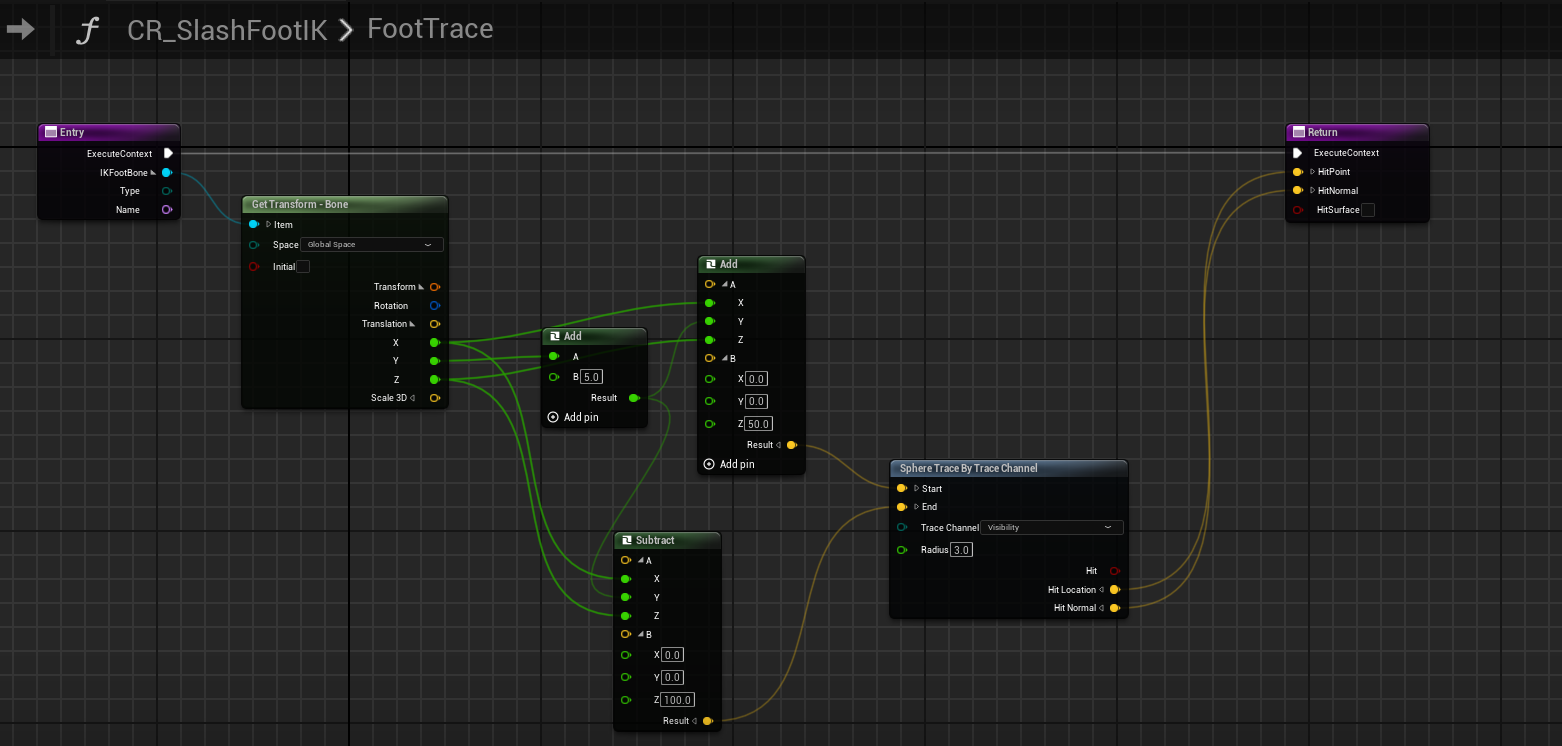 CR_SlashFootIK > FootTrace
Entry
ExecuteContext
IKFootBone
Type
Name
Get Transform - Bone
Item
Space Global Space
Initial
Transform
Rotation
Translation
X
Y
Z
Scale 3D
Add
A
B 5.0
Result
Add pin
Add
A
X
Y
Z
B
X 0.0
Y 0.0
Z 50.0
Result
Add pin
Subtract
A
X
Y
Z
B
X 0.0
Y 0.0
Z 100.0
Result
Sphere Trace By Trace Channel
Start
End
Trace Channel Visibility
Radius 3.0
Hit
Hit Location
Hit Normal
Return
ExecuteContext
HitPoint
HitNormal
HitSurface